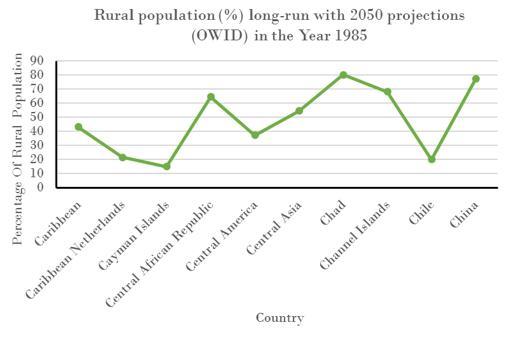 Rural population (%) long-run with 2050 projections
(OWID) in the Year 1985
Percentage Of Rural Population
90
80
70
60
50
40
30
20
10
0
Caribbean
Caribbean Netherlands
Cayman Islands
Central African Republic
Central America
Central Asia
Chad
Channel Islands
Chile
China
Country